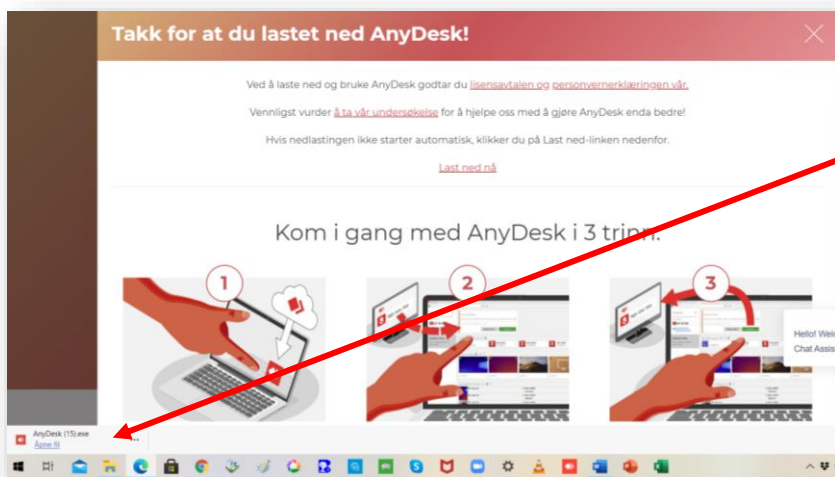 Takk for at du lastet ned AnyDesk!
Ved å laste ned og bruke AnyDesk godtar du lisensavtalen og personvernerklæringen vår.
Vennligst vurder å ta vår undersøkelse for å hjelpe oss med å gjøre AnyDesk enda bedre!
Hvis nedlastingen ikke starter automatisk, klikker du på Last ned-linken nedenfor.
Last ned nå
Kom i gang med AnyDesk i 3 trinn.
1
2
3
Hello! Wel
Chat Assis
AnyDesk (15).exe
Åpne fil